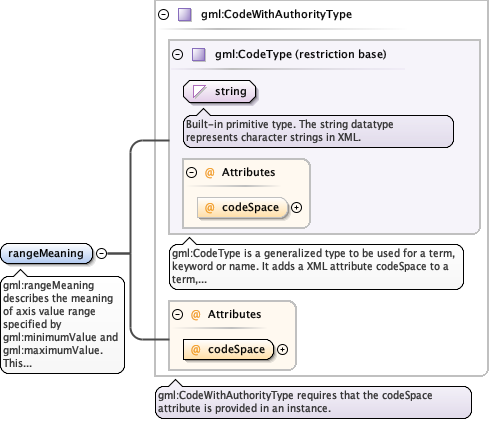 gml:CodeWithAuthorityType
gml:CodeType (restriction base)
string
Built-in primitive type. The string datatype
represents character strings in XML.
@ Attributes
@ codeSpace
rangeMeaning
gml:rangeMeaning
describes the meaning
of axis value range
specified by
gml:minimumValue and
gml:maximumValue.
This...
gml:CodeType is a generalized type to be used for a term,
keyword or name. It adds a XML attribute codeSpace to a
term,...
@ Attributes
@ codeSpace
gml:CodeWithAuthorityType requires that the codeSpace
attribute is provided in an instance.